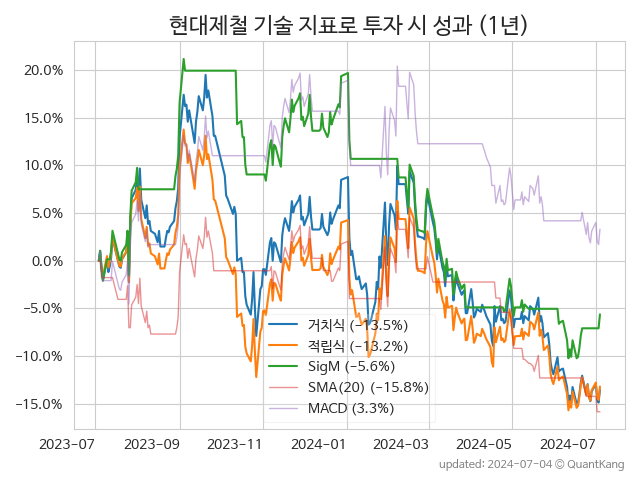 현대제철 기술 지표로 투자 시 성과 (1년)
20.0%
15.0%
10.0%
5.0%
0.0%
−5.0%
−10.0%
−15.0%
거치식 (−13.5%)
적립식 (−13.2%)
SigM (−5.6%)
SMA(20) (−15.8%)
MACD (3.3%)
2023-07 2023-09 2023-11 2024-01 2024-03 2024-05 2024-07
updated: 2024-07-04 © QuantKang